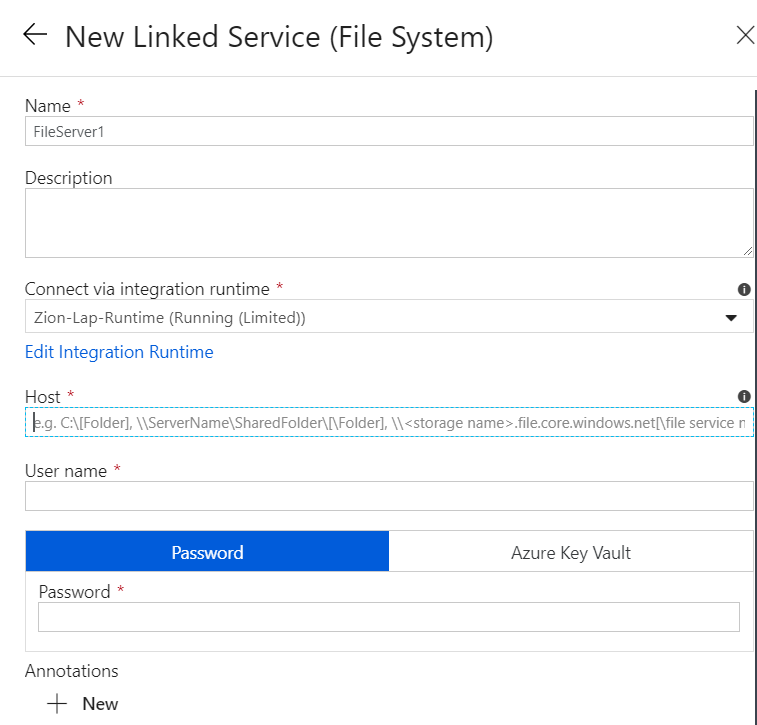 New Linked Service (File System)
Name *
FileServer1
Description
Connect via integration runtime *
Zion-Lap-Runtime (Running (Limited))
Edit Integration Runtime
Host *
e.g. C:\[Folder], \\ServerName\SharedFolder\[\Folder], \\<storage name>.file.core.windows.net[\file service n
User name *
Password
Azure Key Vault
Password *
Annotations
New